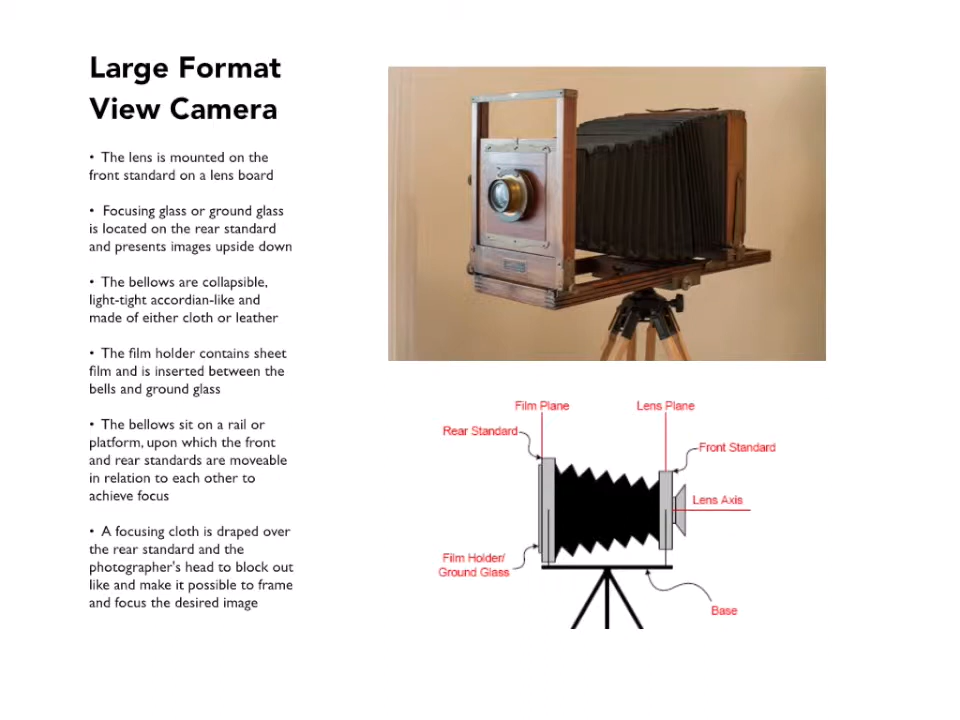 Large Format
View Camera
• The lens is mounted on the
front standard on a lens board
• Focusing glass or ground glass
is located on the rear standard
and presents images upside down
• The bellows are collapsible,
light-tight accordian-like and
made of either cloth or leather
• The film holder contains sheet
film and is inserted between the
bells and ground glass
• The bellows sit on a rail or
platform, upon which the front
and rear standards are moveable
in relation to each other to
achieve focus
• A focusing cloth is draped over
the rear standard and the
photographer's head to block out
like and make it possible to frame
and focus the desired image
Film Plane
Lens Plane
Rear Standard
Front Standard
Lens Axis
Film Holder/
Ground Glass
Base